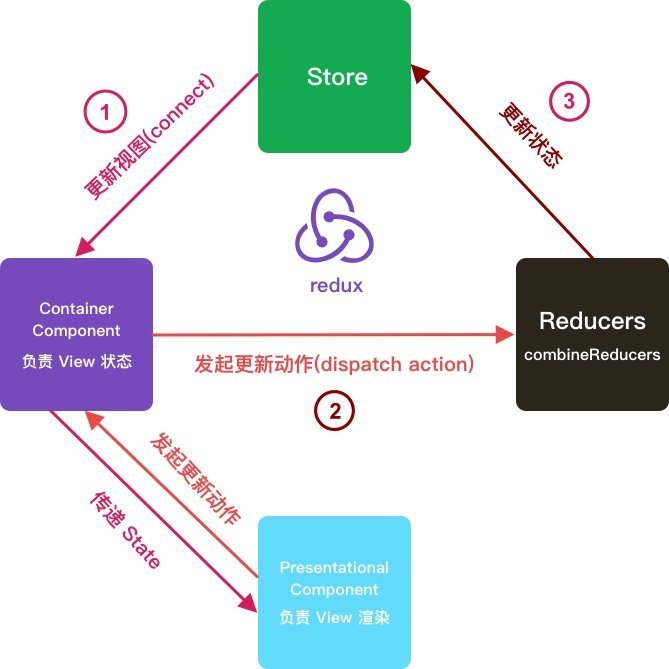 Store
1
更新视图(connect)
3
更新状态
redux
Container
Component
负责 View 状态
Reducers
combineReducers
发起更新动作(dispatch action)
2
发起更新动作
传递 State
Presentational
Component
负责 View 渲染